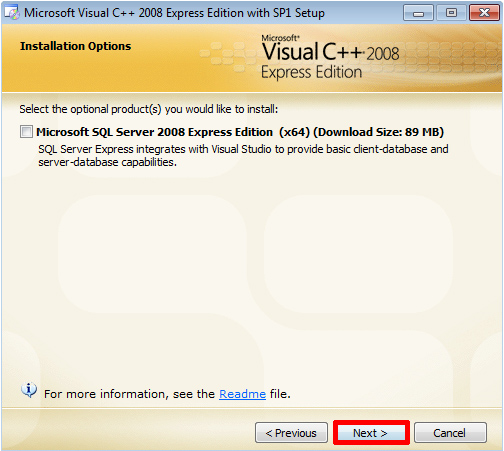 Microsoft Visual C++ 2008 Express Edition with SP1 Setup
Installation Options
Microsoft®
Visual C++·2008
Express Edition
Select the optional product(s) you would like to install:
Microsoft SQL Server 2008 Express Edition (x64) (Download Size: 89 MB)
SQL Server Express integrates with Visual Studio to provide basic client-database and
server-database capabilities.
For more information, see the Readme file.
< Previous Next > Cancel